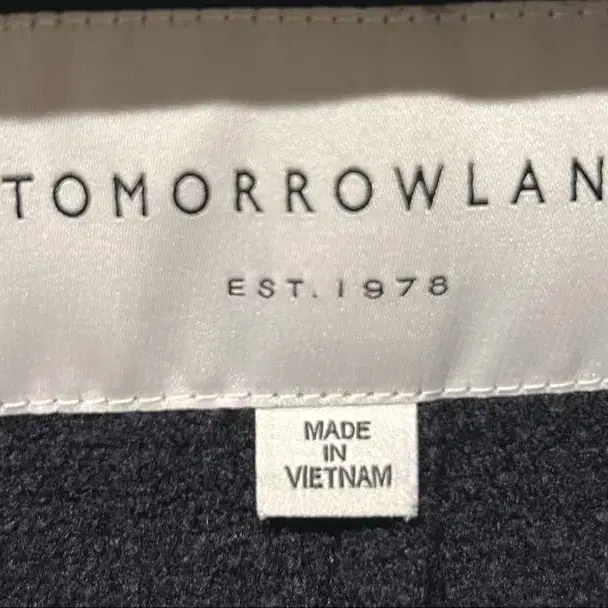 TOMORROWLAN
EST. 1978
MADE
IN
VIETNAM